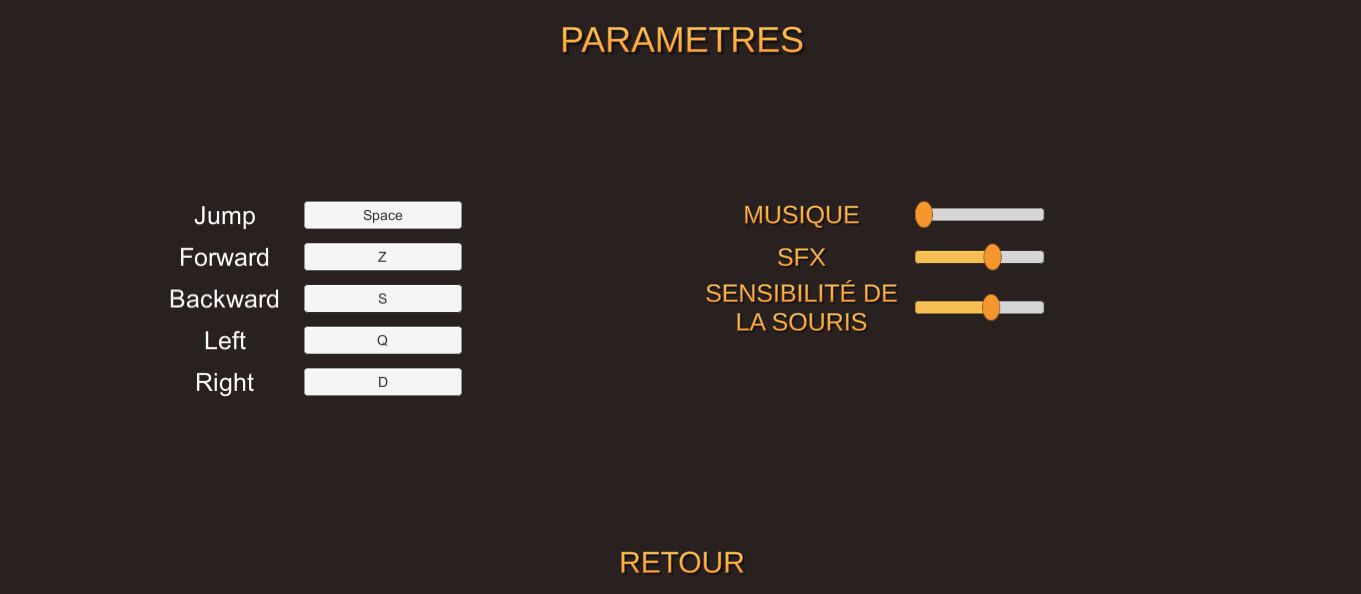 PARAMETRES
Jump
Space
Forward
Z
Backward
S
Left
Q
Right
D
MUSIQUE
SFX
SENSIBILITÉ DE
LA SOURIS
RETOUR